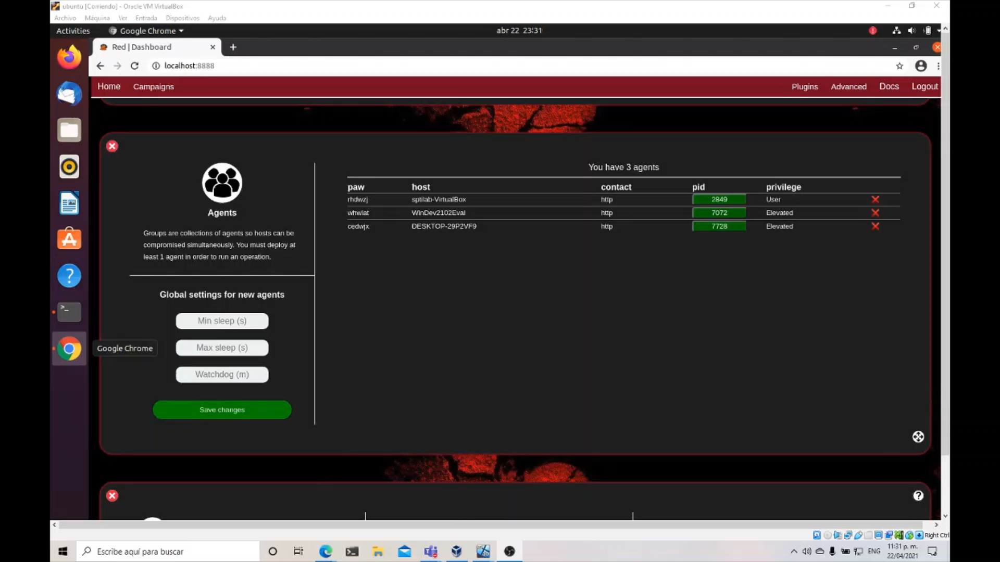 ubuntu [Corriendo] - Oracle VM VirtualBox
Archivo Máquina Ver Entrada Dispositivos Ayuda
Activities Google Chrome abr 22 23:31
Red | Dashboard
localhost:8888
Home Campaigns Plugins Advanced Docs Logout
You have 3 agents
paw host contact pid privilege
rhdwzj sptilab-VirtualBox http 2849 User
whwlat WinDev2102Eval http 7072 Elevated
cedwjx DESKTOP-29P2VF9 http 7728 Elevated
Agents
Groups are collections of agents so hosts can be
compromised simultaneously. You must deploy at
least 1 agent in order to run an operation.
Global settings for new agents
Min sleep (s)
Max sleep (s)
Google Chrome
Watchdog (m)
Save changes
Right Ctrl
Escribe aquí para buscar
ENG
11:31 p. m.
22/04/2021